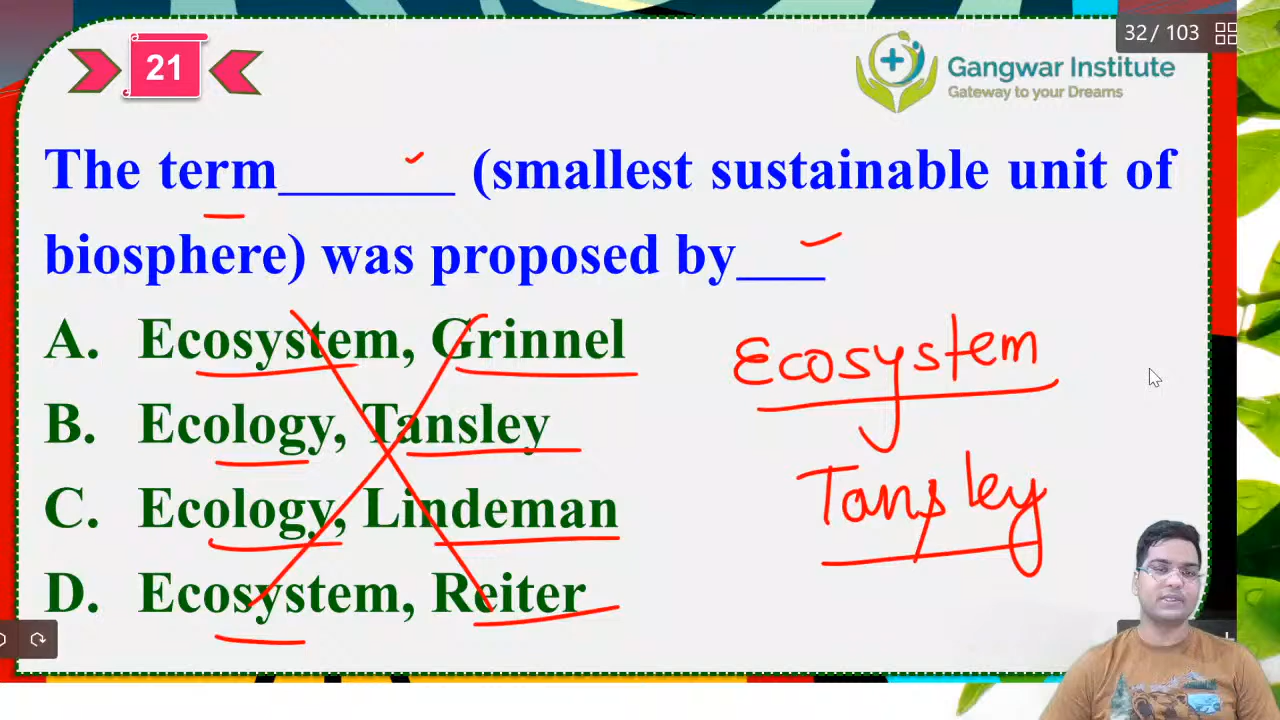 32 / 103
21
Gangwar Institute
Gateway to your Dreams
The term______ (smallest sustainable unit of
biosphere) was proposed by___
A. Ecosystem, Grinnel
B. Ecology, Tansley
C. Ecology, Lindeman
D. Ecosystem, Reiter
Ecosystem
Tansley